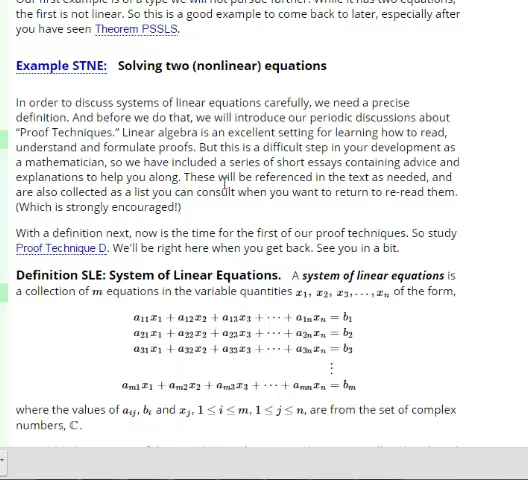 the first is not linear. So this is a good example to come back to later, especially after
you have seen Theorem PSSLS.
Example STNE: Solving two (nonlinear) equations
In order to discuss systems of linear equations carefully, we need a precise
definition. And before we do that, we will introduce our periodic discussions about
“Proof Techniques.” Linear algebra is an excellent setting for learning how to read,
understand and formulate proofs. But this is a difficult step in your development as
a mathematician, so we have included a series of short essays containing advice and
explanations to help you along. These will be referenced in the text as needed, and
are also collected as a list you can consult when you want to return to re-read them.
(Which is strongly encouraged!)
With a definition next, now is the time for the first of our proof techniques. So study
Proof Technique D. We'll be right here when you get back. See you in a bit.
Definition SLE: System of Linear Equations. A system of linear equations is
a collection of m equations in the variable quantities x₁, x₂, x₃, . . . , xₙ of the form,
a₁₁x₁ + a₁₂x₂ + a₁₃x₃ + ⋯ + a₁ₙxₙ = b₁
a₂₁x₁ + a₂₂x₂ + a₂₃x₃ + ⋯ + a₂ₙxₙ = b₂
a₃₁x₁ + a₃₂x₂ + a₃₃x₃ + ⋯ + a₃ₙxₙ = b₃
⋮
aₘ₁x₁ + aₘ₂x₂ + aₘ₃x₃ + ⋯ + aₘₙxₙ = bₘ
where the values of aᵢⱼ, bᵢ and xⱼ, 1 ≤ i ≤ m, 1 ≤ j ≤ n, are from the set of complex
numbers, ℂ.